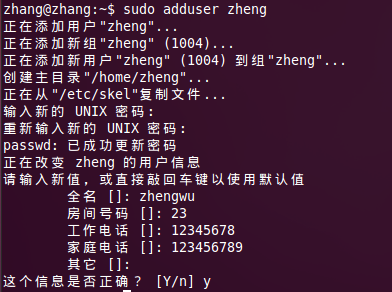 zhang@zhang:~$ sudo adduser zheng
正在添加用户"zheng"...
正在添加新组"zheng" (1004)...
正在添加新用户"zheng" (1004) 到组"zheng"...
创建主目录"/home/zheng"...
正在从"/etc/skel"复制文件...
输入新的 UNIX 密码:
重新输入新的 UNIX 密码:
passwd: 已成功更新密码
正在改变 zheng 的用户信息
请输入新值, 或直接敲回车键以使用默认值
全名 []: zhengwu
房间号码 []: 23
工作电话 []: 12345678
家庭电话 []: 123456789
其它 []:
这个信息是否正确? [Y/n] y